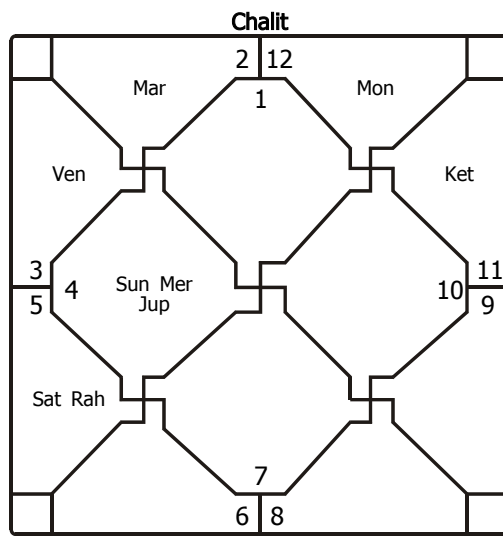 Chalit
2 12
Mar Mon
1
Ven Ket
3 11
4 Sun Mer 10
5 Jup 9
Sat Rah
7
6 8